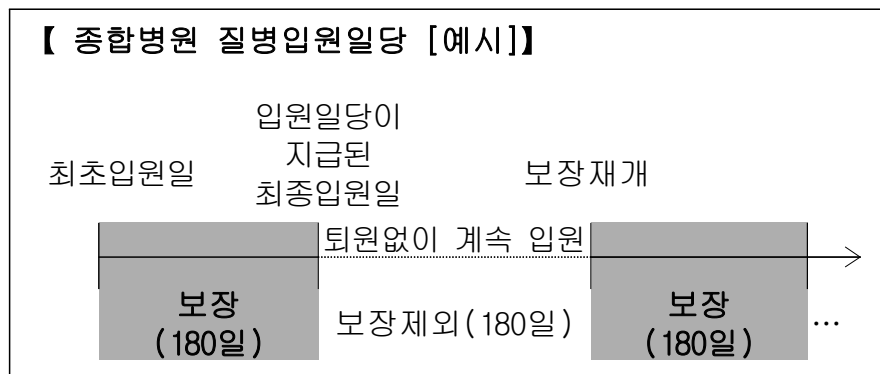 【 종합병원 질병입원일당 [예시]】
최초입원일
입원일당이
지급된
최종입원일
보장재개
퇴원없이 계속 입원
보장
(180일)
보장제외(180일)
보장
(180일)
…